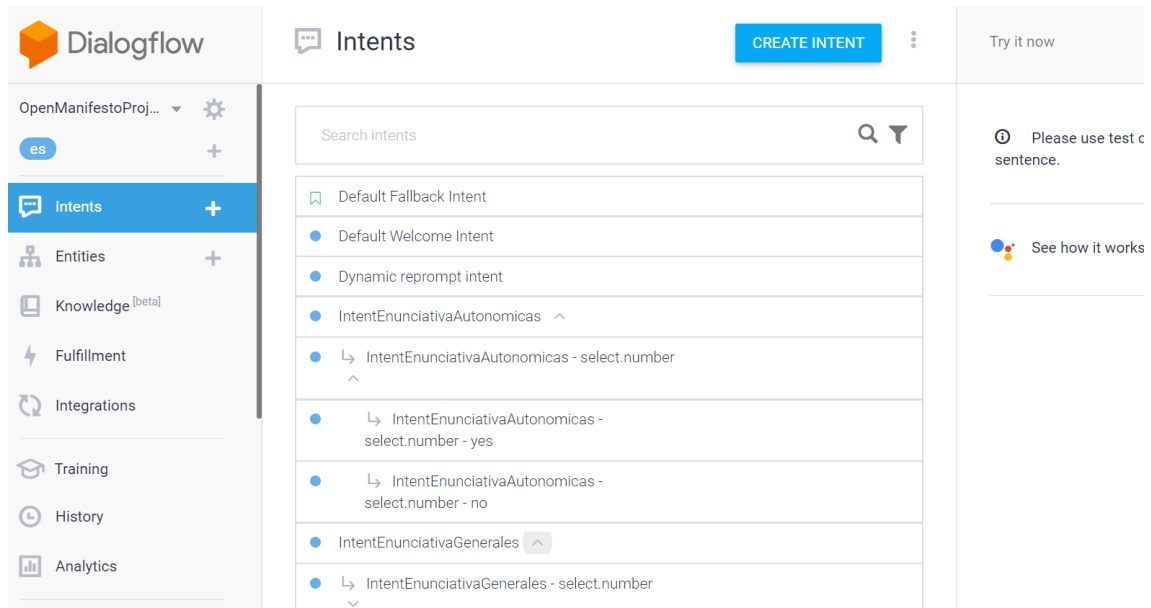 Dialogflow
Intents
CREATE INTENT
Try it now
OpenManifestoProj...
es
Intents
Entities
Knowledge [beta]
Fulfillment
Integrations
Training
History
Analytics
Search intents
Default Fallback Intent
Default Welcome Intent
Dynamic reprompt intent
IntentEnunciativaAutonomicas
IntentEnunciativaAutonomicas - select.number
IntentEnunciativaAutonomicas -
select.number - yes
IntentEnunciativaAutonomicas -
select.number - no
IntentEnunciativaGenerales
IntentEnunciativaGenerales - select.number
Please use test
sentence.
See how it works